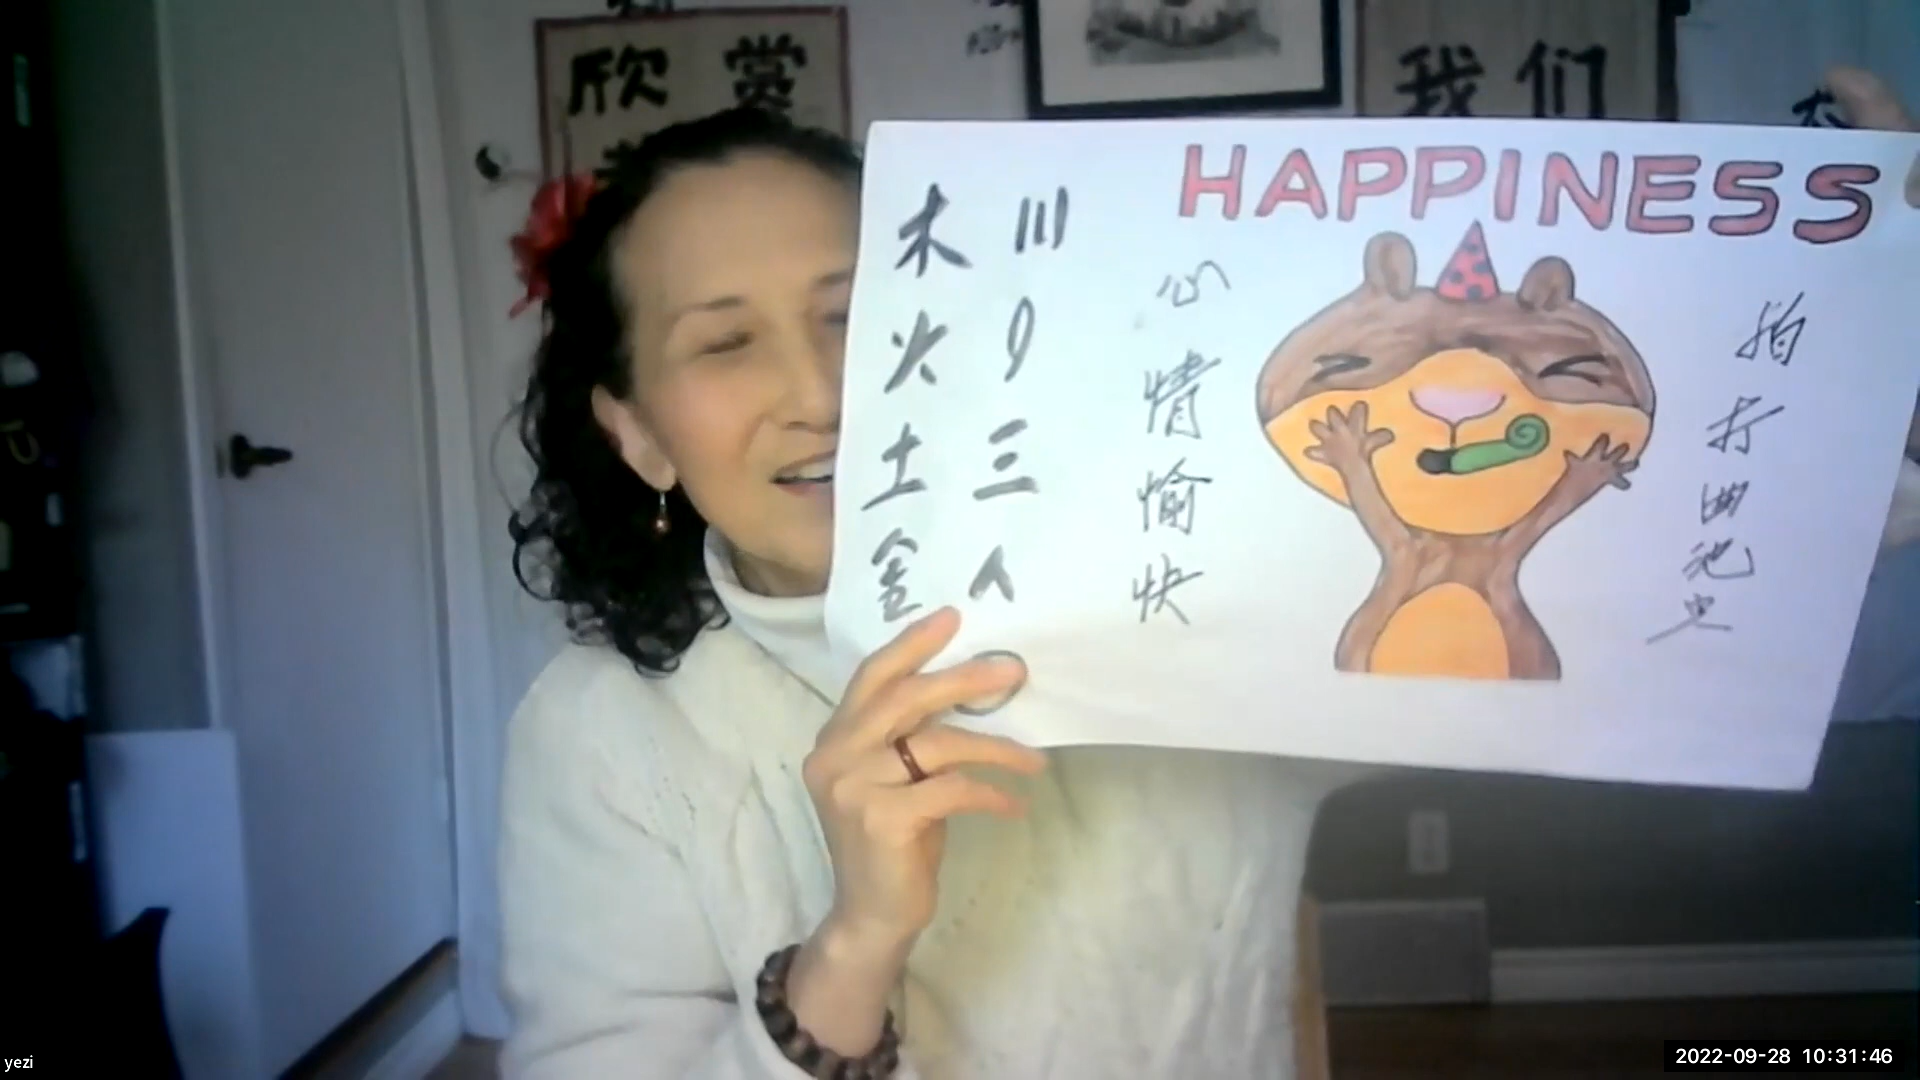 欣赏
我们
HAPPINESS
木
火
土
金
川
三
人
心情愉快
拍打曲池
yezi
2022-09-28 10:31:46